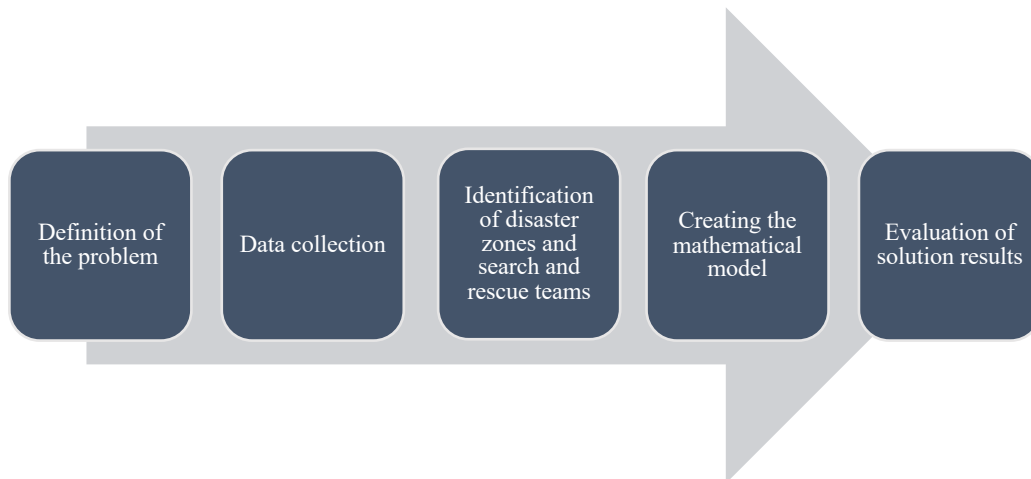 Definition of
the problem
Data collection
Identification
of disaster
zones and
search and
rescue teams
Creating the
mathematical
model
Evaluation of
solution results